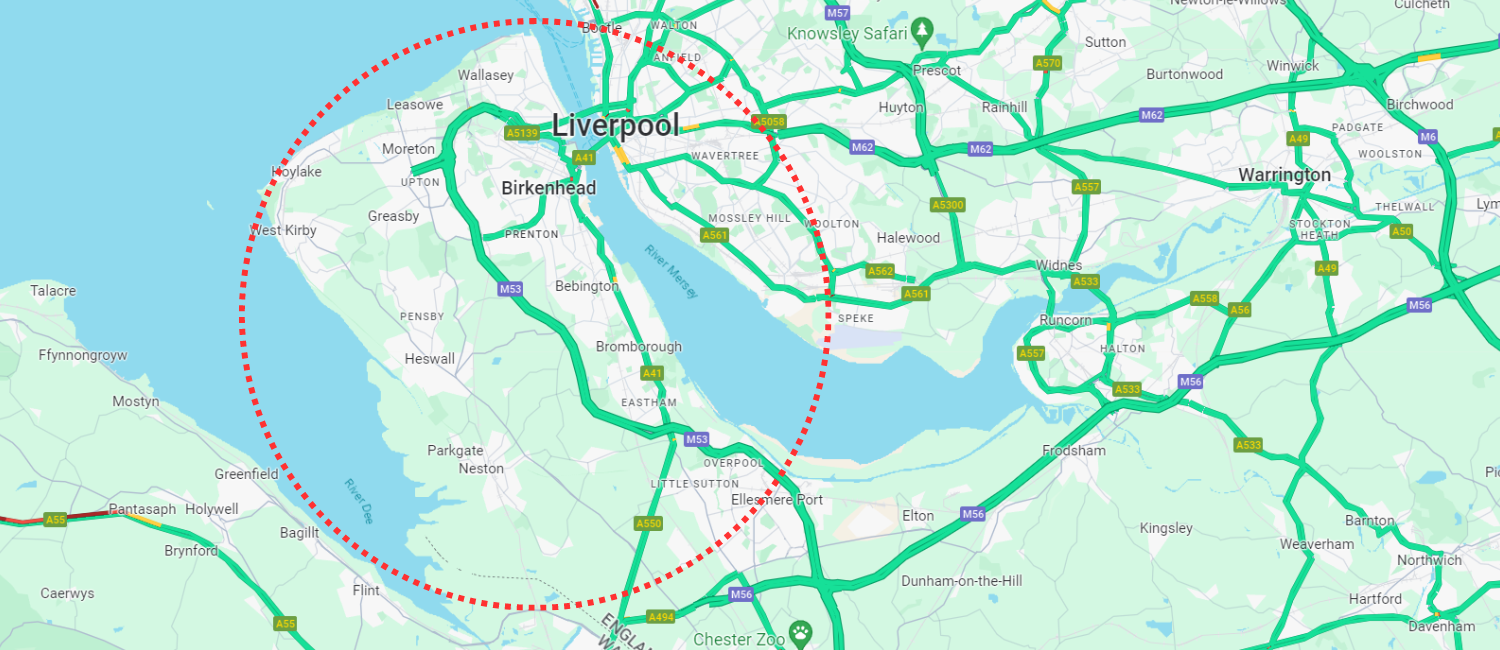 M57
Newton-le-Willows
Culcheth
Bootle
WALTON
Knowsley Safari
Sutton
ANFIELD
Wallasey
Prescot
A570
Burtonwood
Winwick
Leasowe
Huyton
Rainhill
M62
Birchwood
A5139
Liverpool
A5058
PADGATE
A49
M6
Moreton
A41
WAVERTREE
M62
M62
WOOLSTON
Hoylake
UPTON
Birkenhead
A557
Warrington
Greasby
MOSSLEY HILL
WOOLTON
A5300
THELWALL
Lym
West Kirby
PRENTON
A561
Halewood
STOCKTON
HEATH
A50
River Mersey
A562
Widnes
A49
Talacre
M53
Bebington
A561
A533
A558
A56
M56
PENSBY
SPEKE
Runcorn
Ffynnongroyw
Heswall
Bromborough
A557
HALTON
A41
M56
Mostyn
EASTHAM
A533
M53
A533
Parkgate
Neston
OVERPOOL
Frodsham
Greenfield
LITTLE SUTTON
River Dee
Ellesmere Port
Pantasaph
Holywell
A55
A550
Elton
M56
Kingsley
Barnton
Bagillt
Brynford
Weaverham
Northwich
Dunham-on-the-Hill
Flint
M56
Caerwys
Hartford
A55
A494
ENGLA
Chester Zoo
Davenham